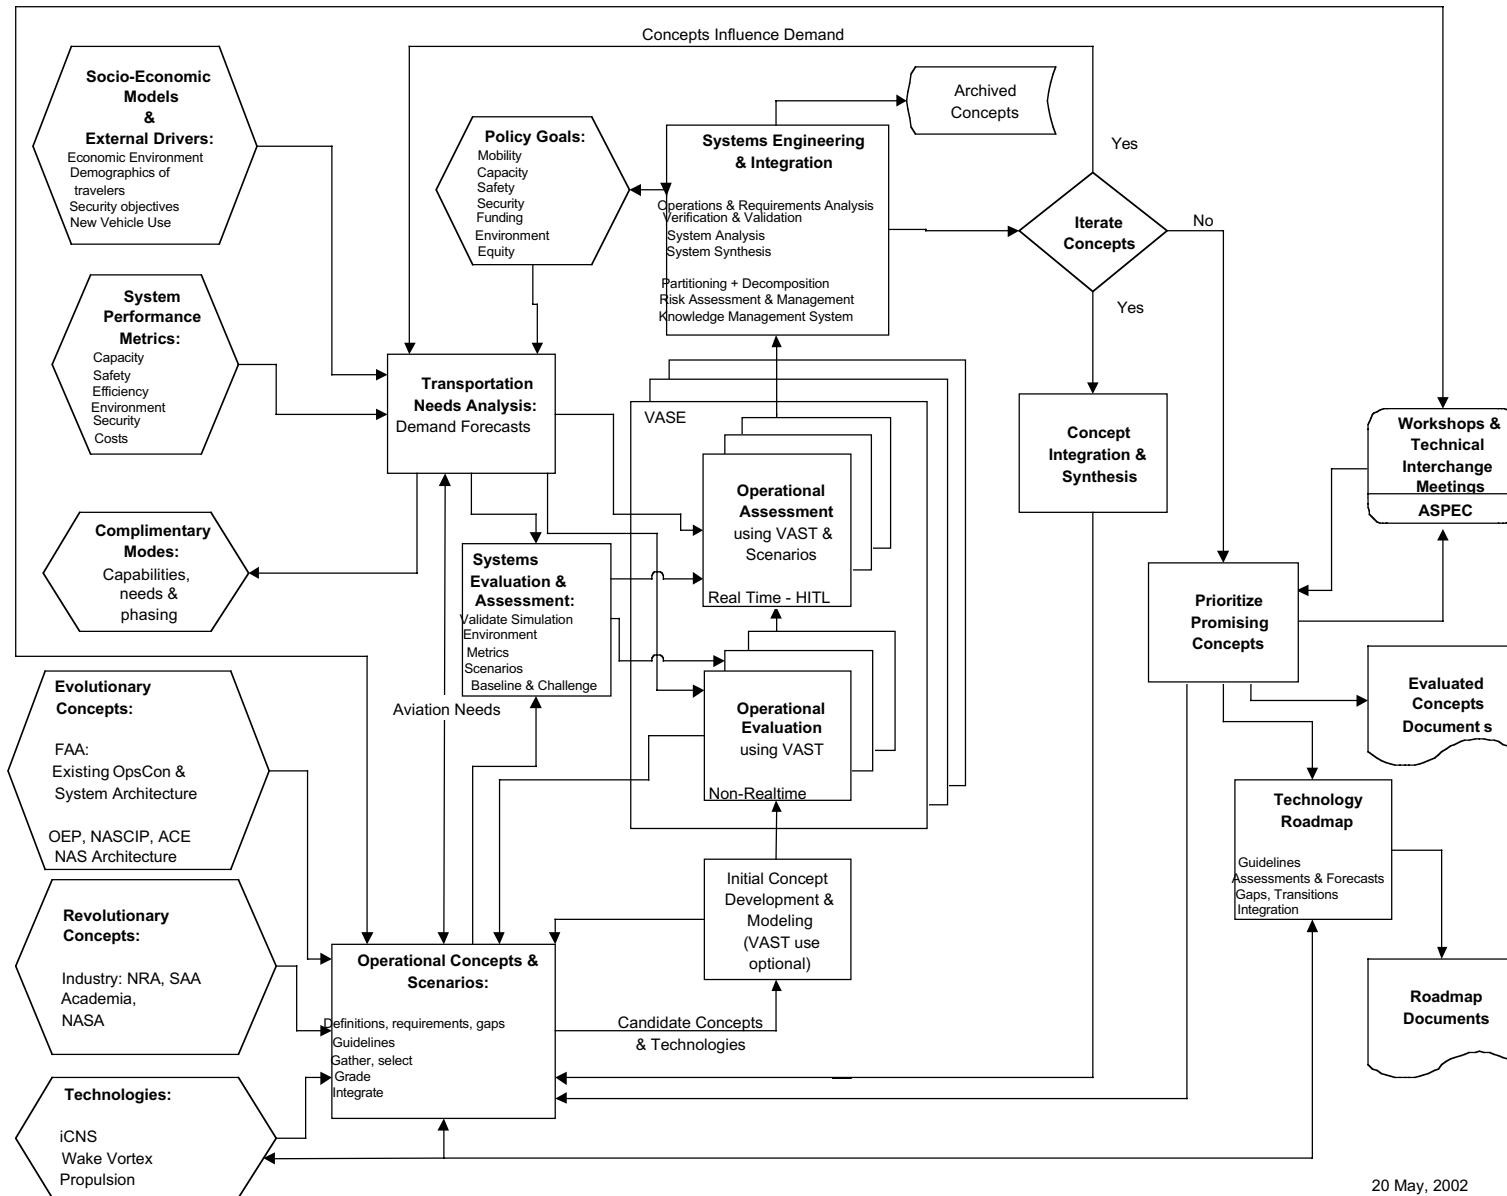 Concepts Influence Demand
Socio-Economic
Models
&
External Drivers:
Economic Environment
Demographics of
travelers
Security objectives
New Vehicle Use
Policy Goals:
Mobility
Capacity
Safety
Security
Funding
Environment
Equity
Systems Engineering
& Integration
Operations & Requirements Analysis
Verification & Validation
System Analysis
System Synthesis
Partitioning + Decomposition
Risk Assessment & Management
Knowledge Management System
Archived
Concepts
Yes
Iterate
Concepts
No
Yes
System
Performance
Metrics:
Capacity
Safety
Efficiency
Environment
Security
Costs
Transportation
Needs Analysis:
Demand Forecasts
VASE
Concept
Integration &
Synthesis
Workshops &
Technical
Interchange
Meetings
ASPEC
Operational
Assessment
using VAST &
Scenarios
Real Time - HITL
Complimentary
Modes:
Capabilities,
needs &
phasing
Systems
Evaluation &
Assessment:
Validate Simulation
Environment
Metrics
Scenarios
Baseline & Challenge
Prioritize
Promising
Concepts
Evolutionary
Concepts:
FAA:
Existing OpsCon &
System Architecture
OEP, NASCIP, ACE
NAS Architecture
Aviation Needs
Operational
Evaluation
using VAST
Non-Realtime
Evaluated
Concepts
Document s
Technology
Roadmap
Guidelines
Assessments & Forecasts
Gaps, Transitions
Integration
Initial Concept
Development &
Modeling
(VAST use
optional)
Revolutionary
Concepts:
Industry: NRA, SAA
Academia,
NASA
Operational Concepts &
Scenarios:
Definitions, requirements, gaps
Guidelines
Gather, select
Grade
Integrate
Candidate Concepts
& Technologies
Roadmap
Documents
Technologies:
iCNS
Wake Vortex
Propulsion
20 May, 2002